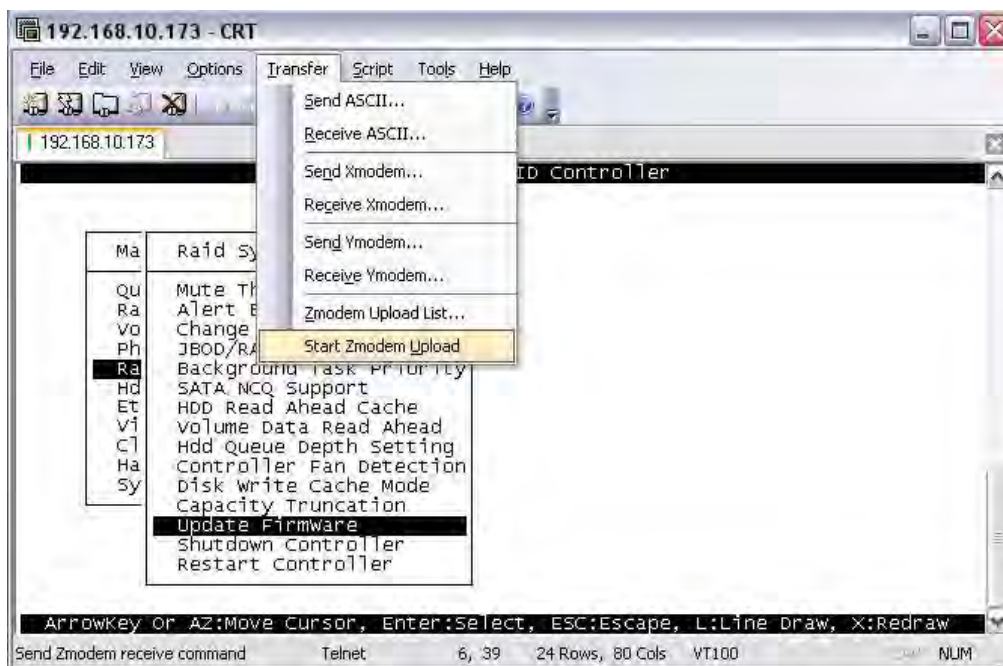 192.168.10.173 - CRT
File Edit View Options Transfer Script Tools Help
Send ASCII...
Receive ASCII...
Send Xmodem...
Receive Xmodem...
Send Ymodem...
Receive Ymodem...
Zmodem Upload List...
Start Zmodem Upload
192.168.10.173
ID Controller
Ma
Qu
Ra
Vo
Ph
Ra
Hd
Et
Vi
Cl
Ha
Sy
Raid Sy
Mute Th
Alert B
Change
JBOD/RA
Background Task Priority
SATA NCQ Support
HDD Read Ahead Cache
Volume Data Read Ahead
Hdd Queue Depth Setting
Controller Fan Detection
Disk Write Cache Mode
Capacity Truncation
Update Firmware
Shutdown Controller
Restart Controller
ArrowKey Or AZ:Move Cursor, Enter:Select, ESC:Escape, L:Line Draw, X:Redraw
Send Zmodem receive command Telnet 6, 39 24 Rows, 80 Cols VT100 NUM